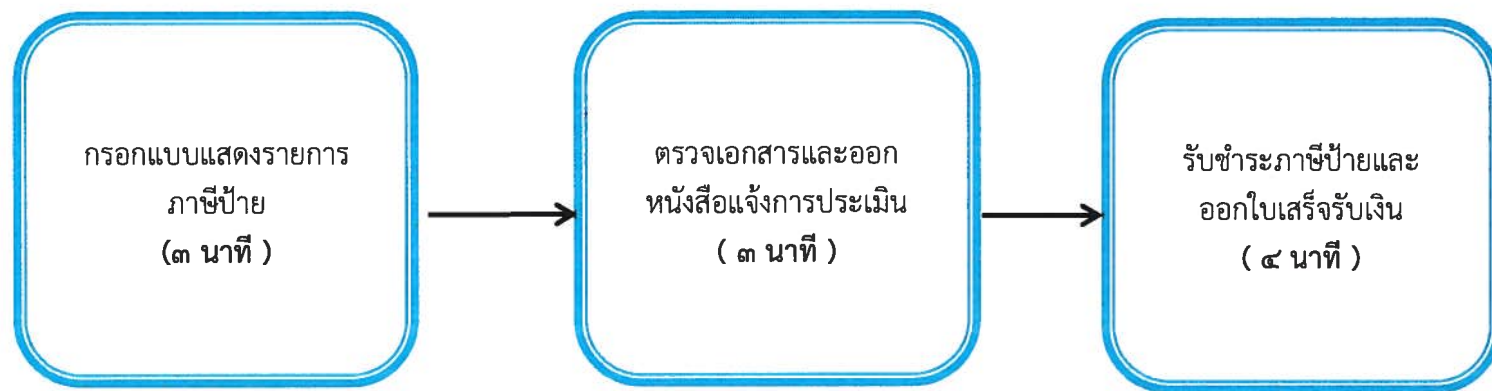 กรอกแบบแสดงรายการ
ภาษีป้าย
(๓ นาที )
ตรวจเอกสารและออก
หนังสือแจ้งการประเมิน
( ๓ นาที )
รับชำระภาษีป้ายและ
ออกใบเสร็จรับเงิน
( ๔ นาที )